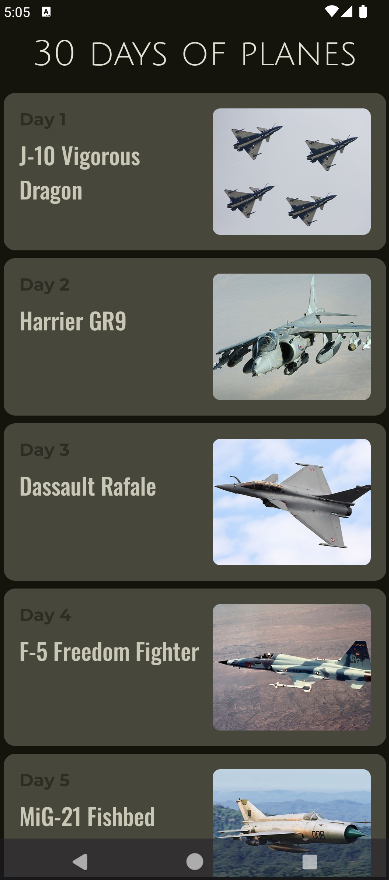 5:05 A
30 DAYS OF PLANES
Day 1
J-10 Vigorous
Dragon
Day 2
Harrier GR9
Day 3
Dassault Rafale
Day 4
F-5 Freedom Fighter
Day 5
MiG-21 Fishbed